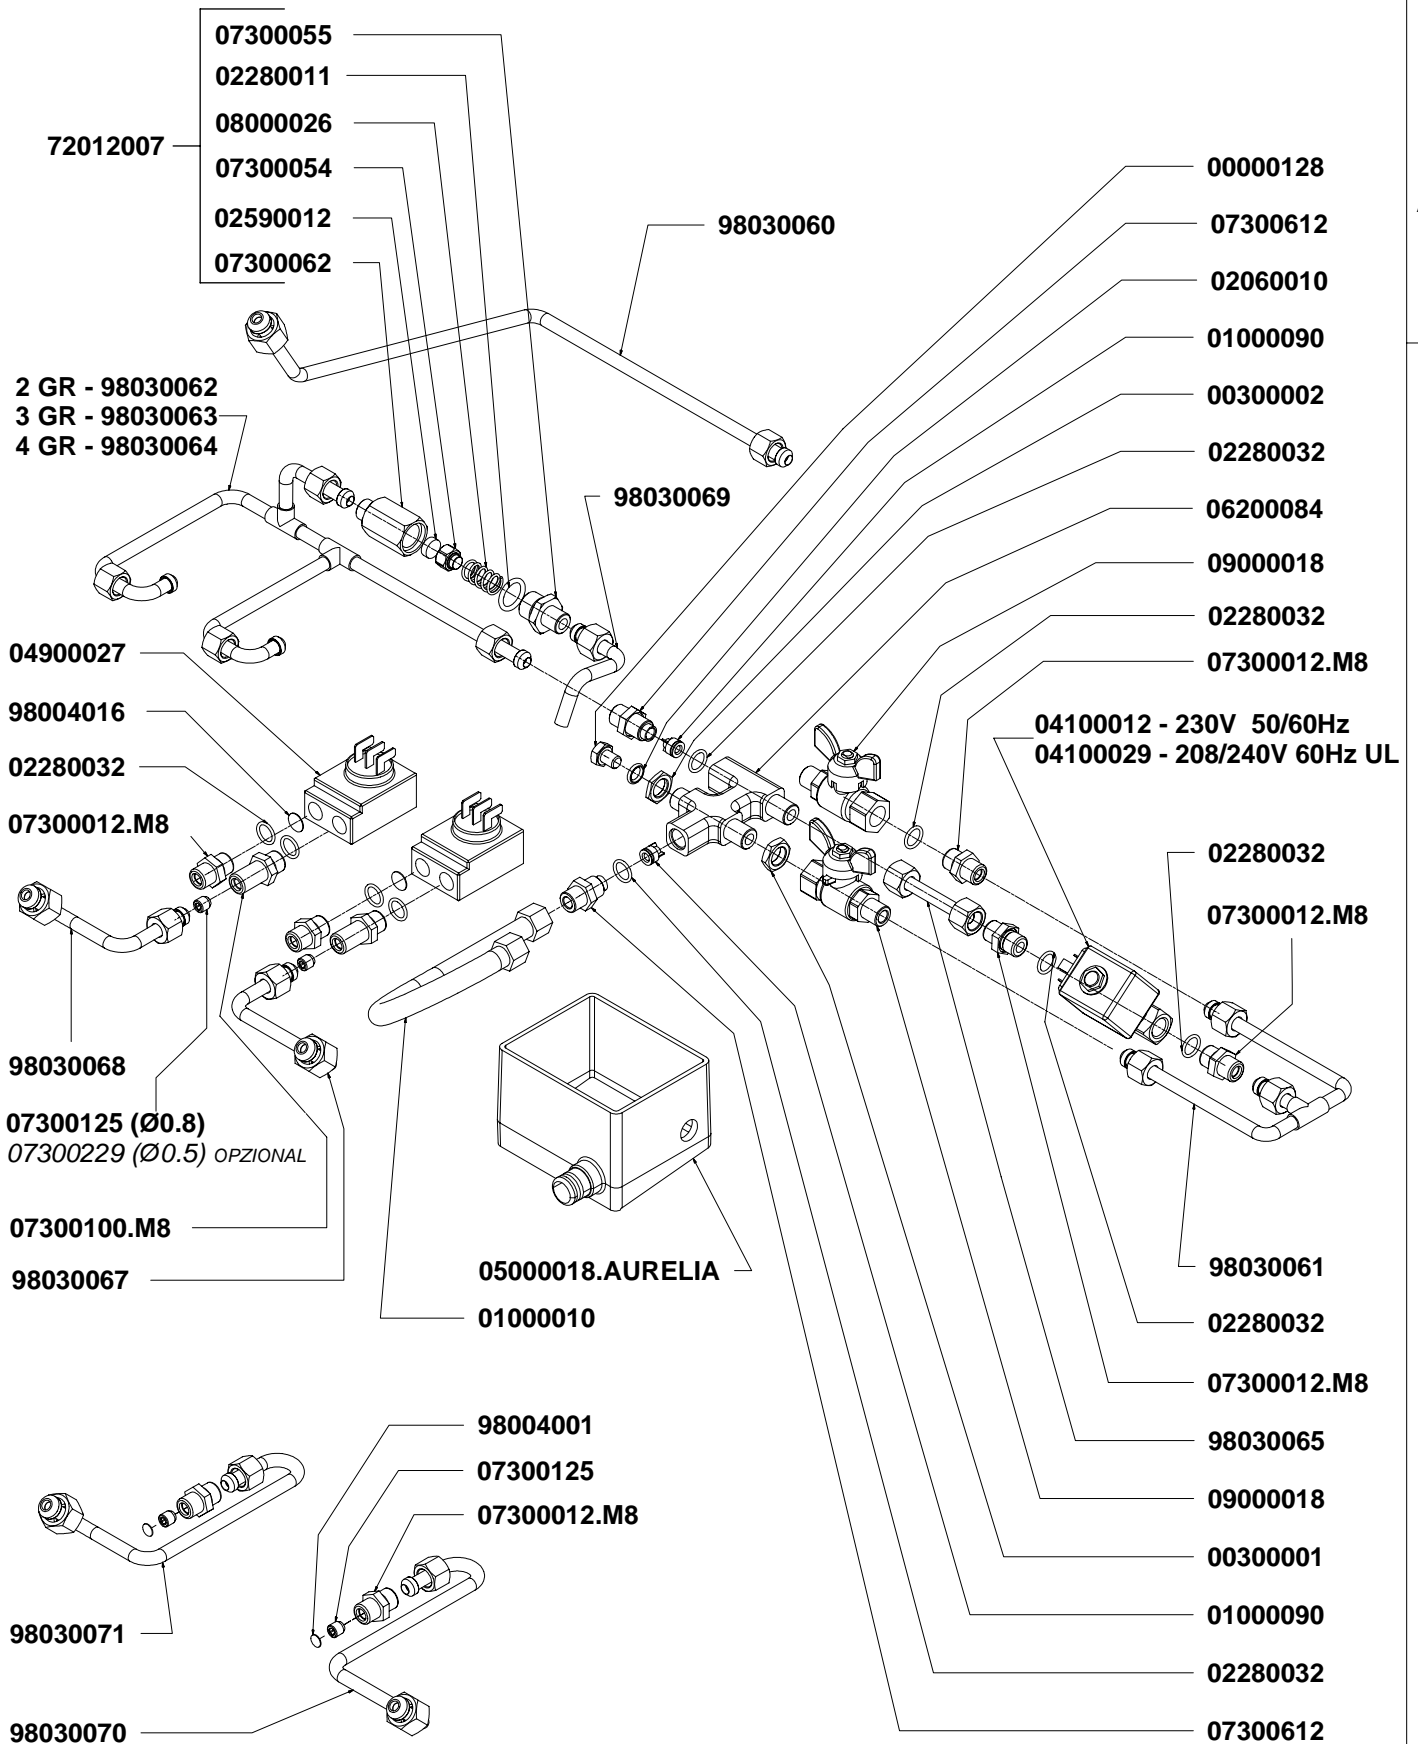 07300055
02280011
08000026
72012007
07300054
02590012
07300062
98030060
00000128
07300612
02060010
01000090
00300002
02280032
06200084
09000018
02280032
07300012.M8
04100012 - 230V 50/60Hz
04100029 - 208/240V 60Hz UL
02280032
07300012.M8
2 GR - 98030062
3 GR - 98030063
4 GR - 98030064
98030069
04900027
98004016
02280032
07300012.M8
98030068
07300125 (Ø0.8)
07300229 (Ø0.5) OPZIONAL
07300100.M8
98030067
05000018.AURELIA
01000010
98030061
02280032
07300012.M8
98030065
09000018
00300001
01000090
02280032
07300612
98004001
07300125
07300012.M8
98030071
98030070